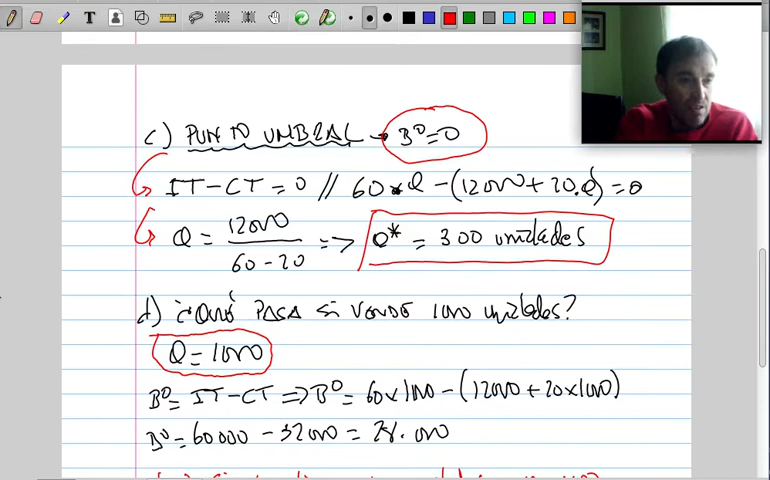 c) PUNTO UMBRAL → Bº=0
IT-CT=0 // 60×Q-(12000+20.Q)=0
Q = 12000 / 60-20 => Q* = 300 unidades
d) ¿Qué PASA si VENDE 1000 unidades?
Q=1000
Bº= IT-CT => Bº= 60×1000-(12000+20×1000)
Bº=60000-32000=28.000